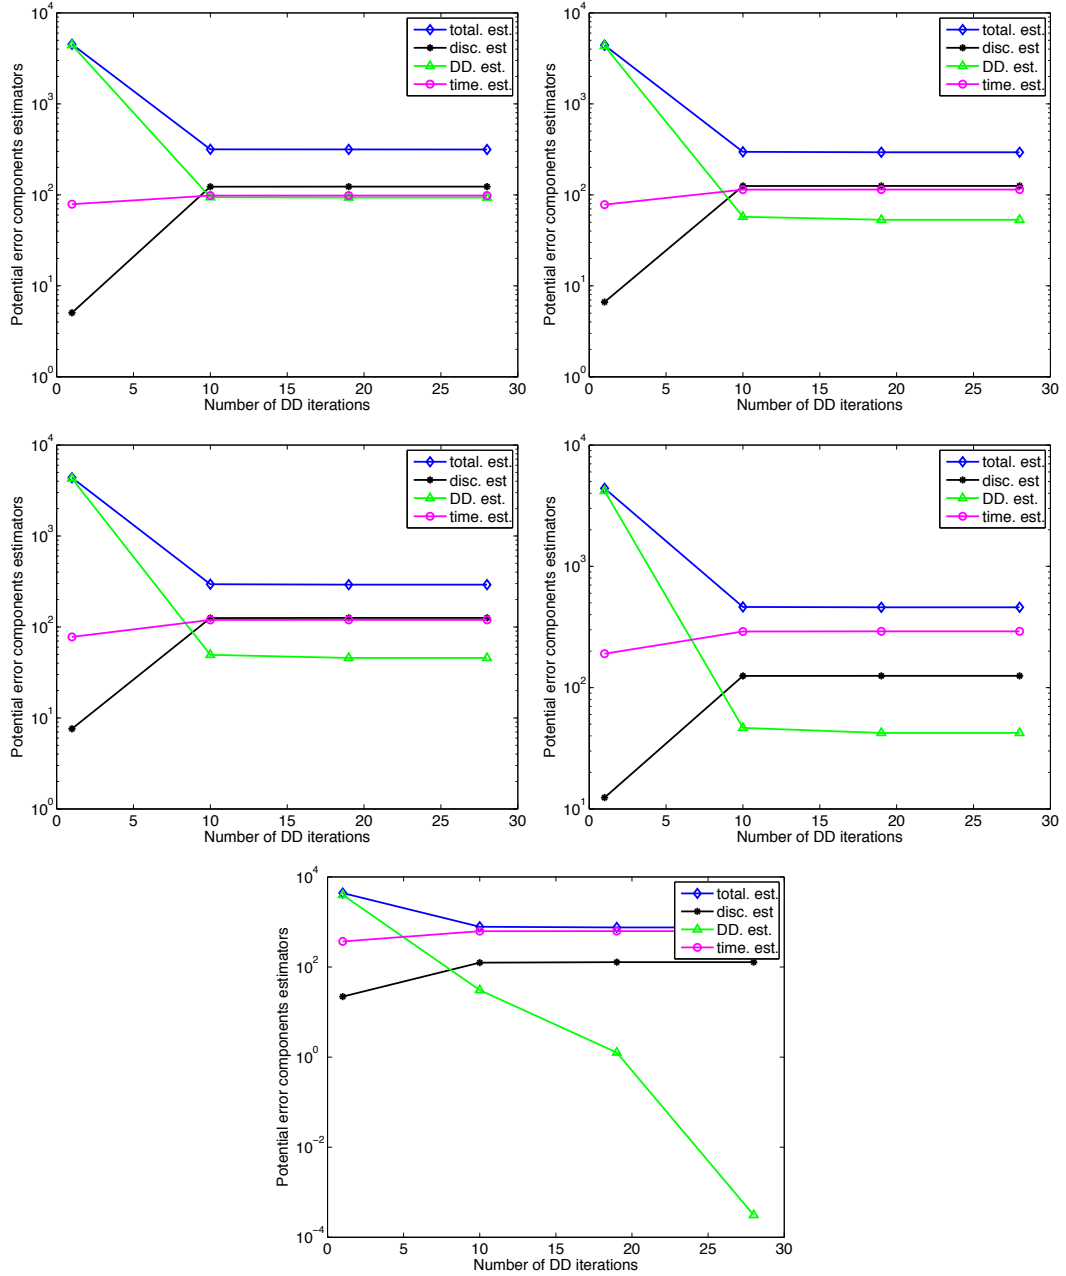 10^4
10^3
10^2
10^1
10^0
Potential error components estimators
total. est.
disc. est
DD. est.
time. est.
0 5 10 15 20 25 30
Number of DD iterations
10^4
10^3
10^2
10^1
10^0
Potential error components estimators
total. est.
disc. est
DD. est.
time. est.
0 5 10 15 20 25 30
Number of DD iterations
10^4
10^3
10^2
10^1
10^0
Potential error components estimators
total. est.
disc. est
DD. est.
time. est.
0 5 10 15 20 25 30
Number of DD iterations
10^4
10^3
10^2
10^1
Potential error components estimators
total. est.
disc. est
DD. est.
time. est.
0 5 10 15 20 25 30
Number of DD iterations
10^4
10^2
10^0
10^−2
10^−4
Potential error components estimators
total. est.
disc. est
DD. est.
time. est.
0 5 10 15 20 25 30
Number of DD iterations